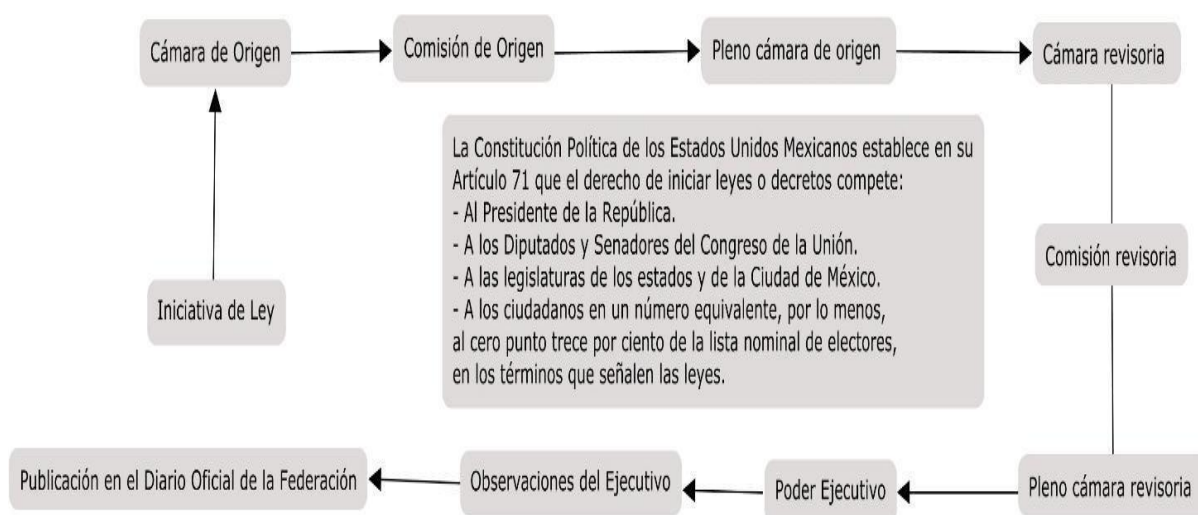 Cámara de Origen
Comisión de Origen
Pleno cámara de origen
Cámara revisoria
La Constitución Política de los Estados Unidos Mexicanos establece en su
Artículo 71 que el derecho de iniciar leyes o decretos compete:
- Al Presidente de la República.
- A los Diputados y Senadores del Congreso de la Unión.
- A las legislaturas de los estados y de la Ciudad de México.
- A los ciudadanos en un número equivalente, por lo menos,
al cero punto trece por ciento de la lista nominal de electores,
en los términos que señalen las leyes.
Comisión revisoria
Iniciativa de Ley
Publicación en el Diario Oficial de la Federación
Observaciones del Ejecutivo
Poder Ejecutivo
Pleno cámara revisoria